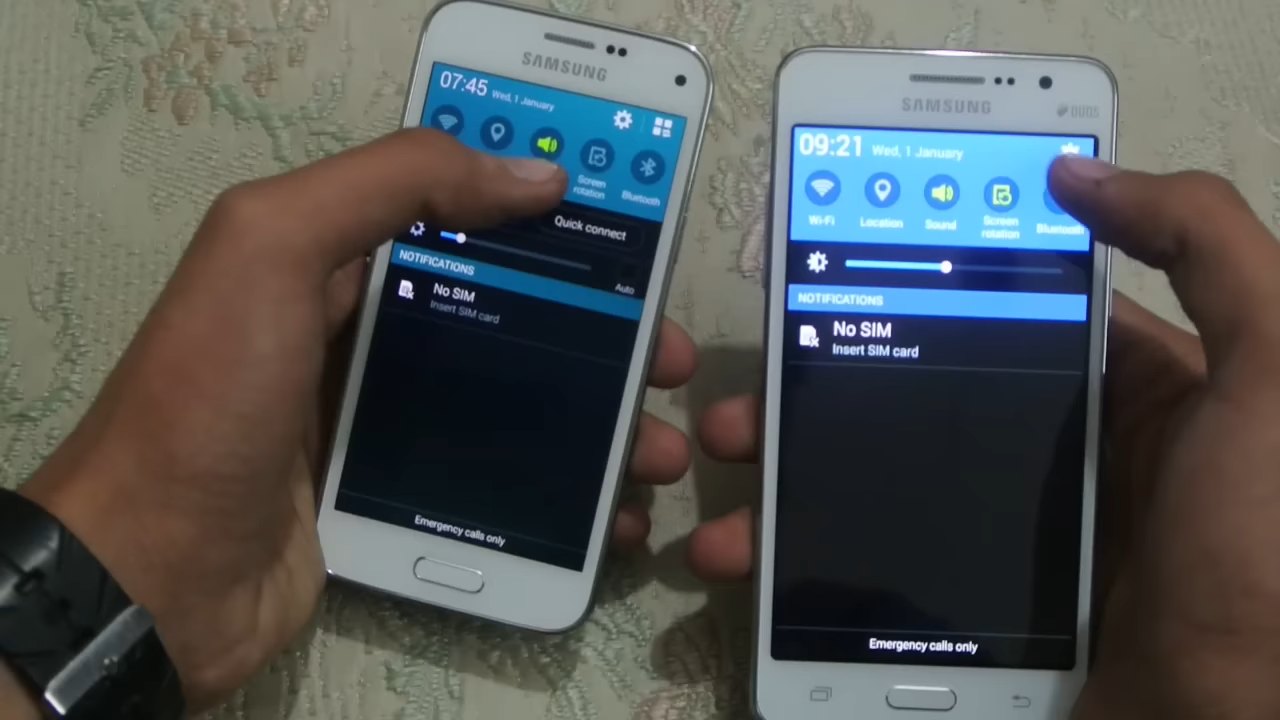 SAMSUNG
07:45 Wed, 1 January
Screen
rotation
Bluetooth
Quick connect
Auto
NOTIFICATIONS
No SIM
Insert SIM card
Emergency calls only
SAMSUNG
DUOS
09:21 Wed, 1 January
Wi-Fi
Location
Sound
Screen
rotation
Bluetooth
NOTIFICATIONS
No SIM
Insert SIM card
Emergency calls only